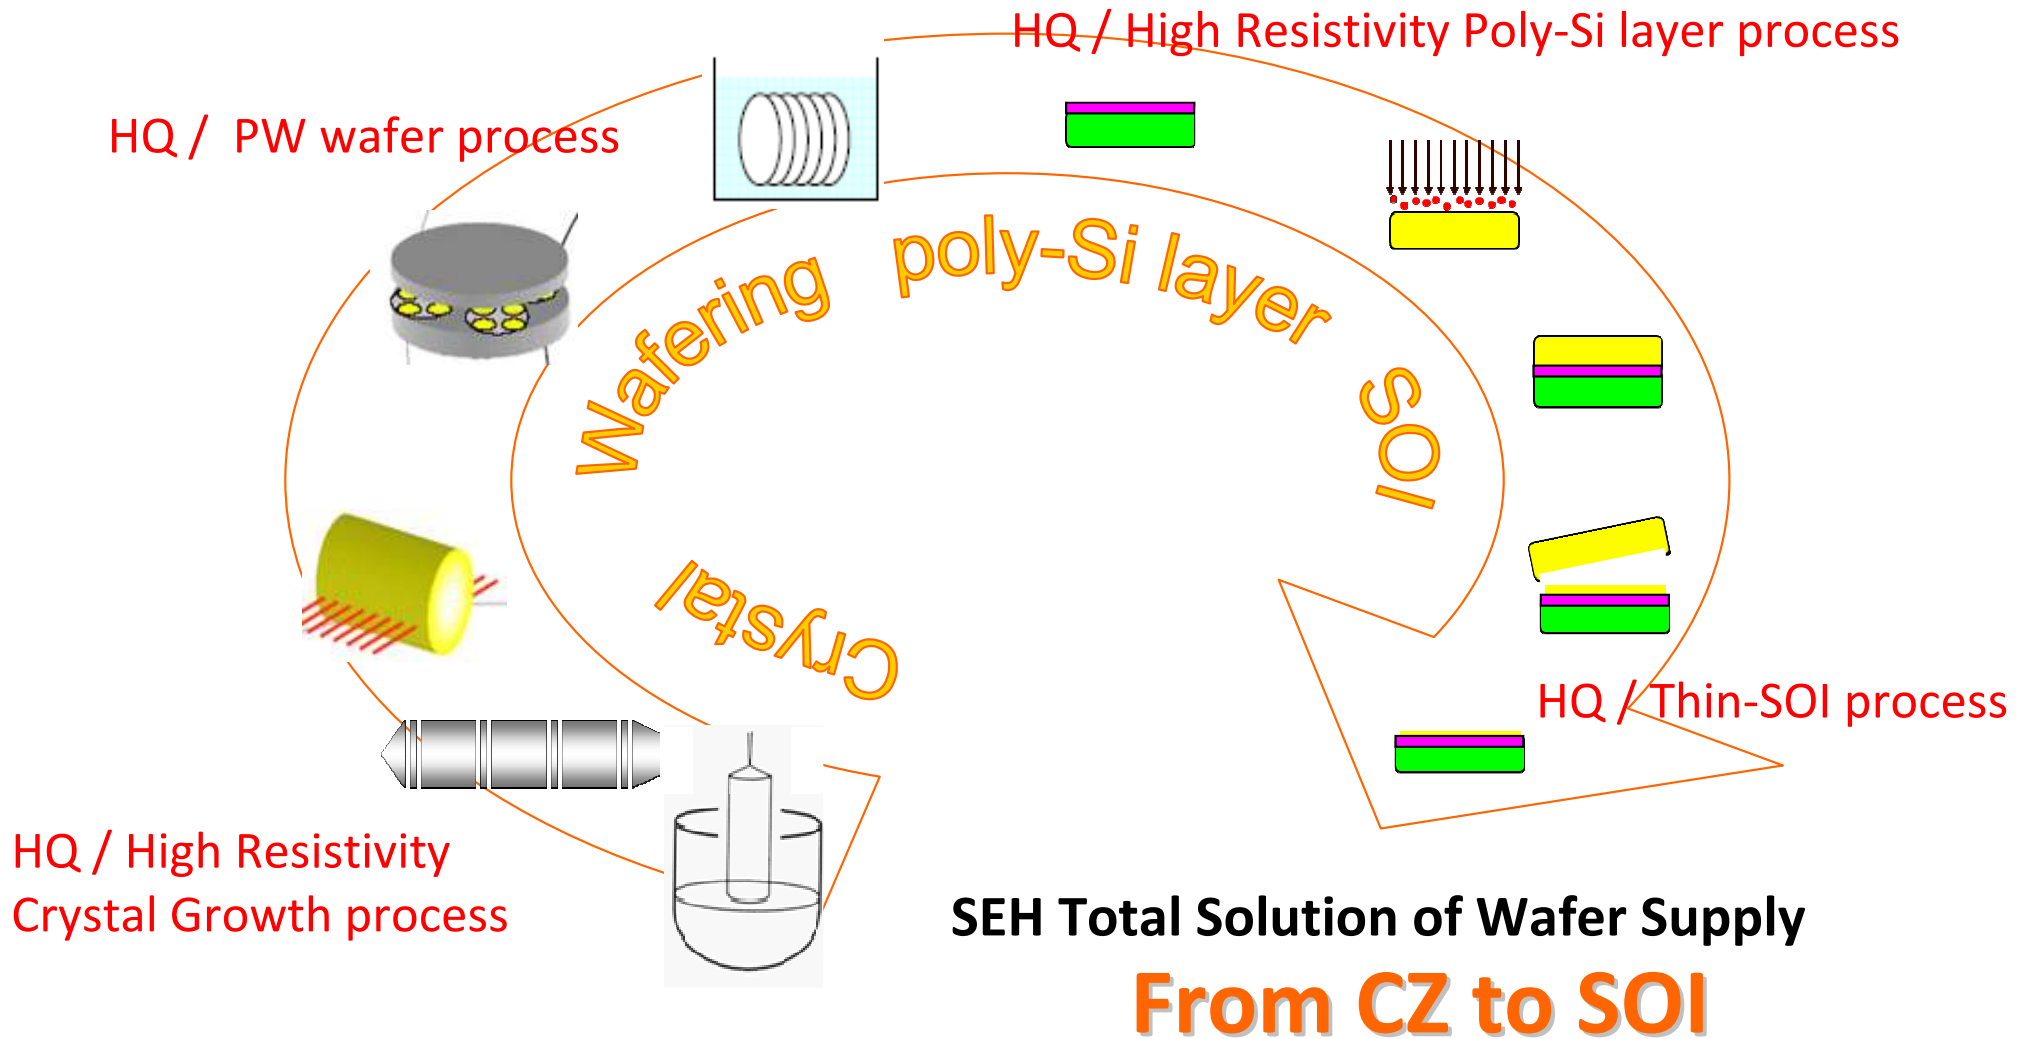 HQ / High Resistivity Poly-Si layer process
HQ / PW wafer process
Wafering
poly-Si layer
SOI
Crystal
HQ / Thin-SOI process
HQ / High Resistivity
Crystal Growth process
SEH Total Solution of Wafer Supply
From CZ to SOI